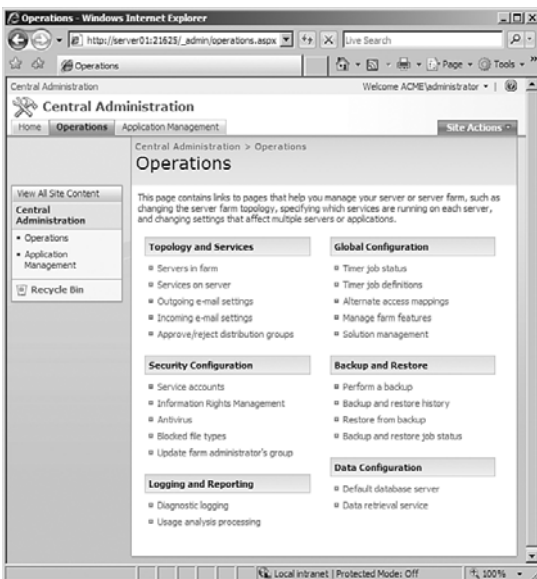 Operations - Windows Internet Explorer
http://server01:21625/_admin/operations.aspx
Live Search
Operations
Page
Tools
Central Administration
Welcome ACME\administrator
Central Administration
Home
Operations
Application Management
Site Actions
Central Administration > Operations
Operations
View All Site Content
Central
Administration
Operations
Application
Management
Recycle Bin
This page contains links to pages that help you manage your server or server farm, such as
changing the server farm topology, specifying which services are running on each server,
and changing settings that affect multiple servers or applications.
Topology and Services
Servers in farm
Services on server
Outgoing e-mail settings
Incoming e-mail settings
Approve/reject distribution groups
Security Configuration
Service accounts
Information Rights Management
Antivirus
Blocked file types
Update farm administrator's group
Logging and Reporting
Diagnostic logging
Usage analysis processing
Global Configuration
Timer job status
Timer job definitions
Alternate access mappings
Manage farm features
Solution management
Backup and Restore
Perform a backup
Backup and restore history
Restore from backup
Backup and restore job status
Data Configuration
Default database server
Data retrieval service
Local intranet | Protected Mode: Off
100%